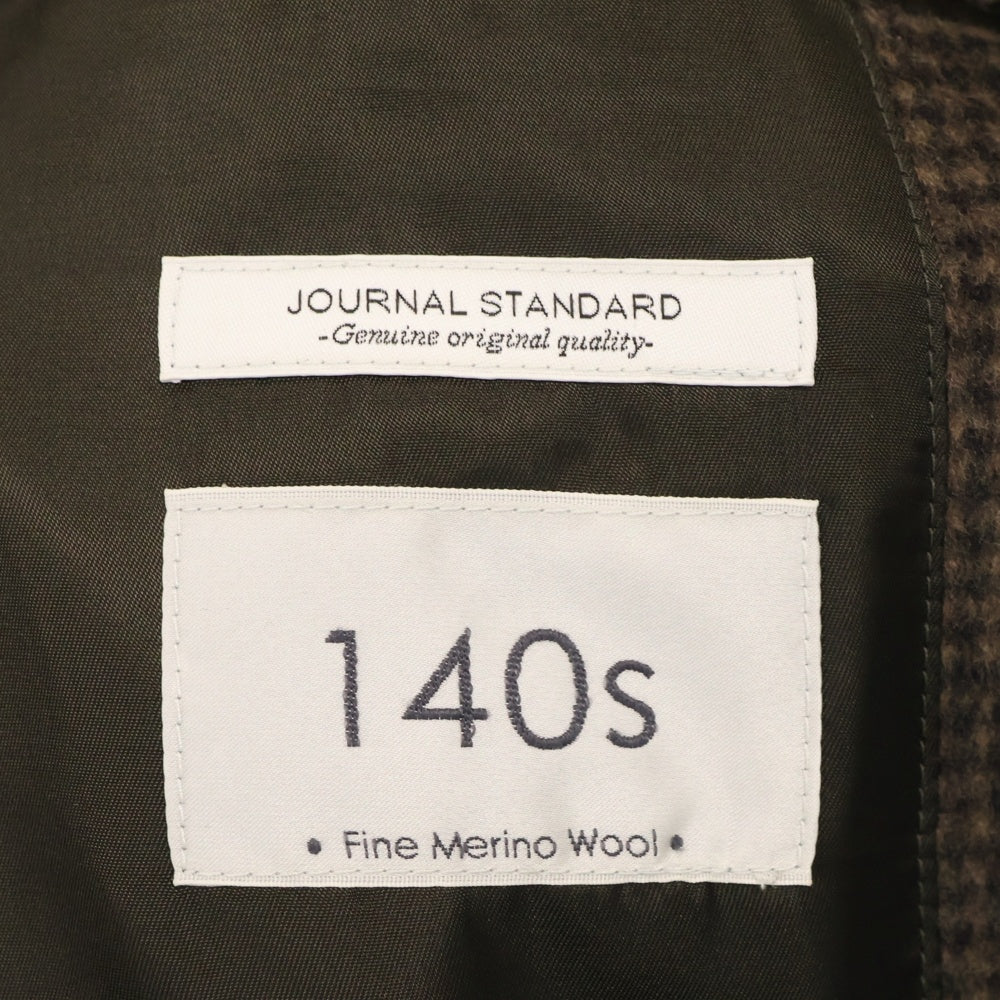 JOURNAL STANDARD
-Genuine original quality-
140s
• Fine Merino Wool •